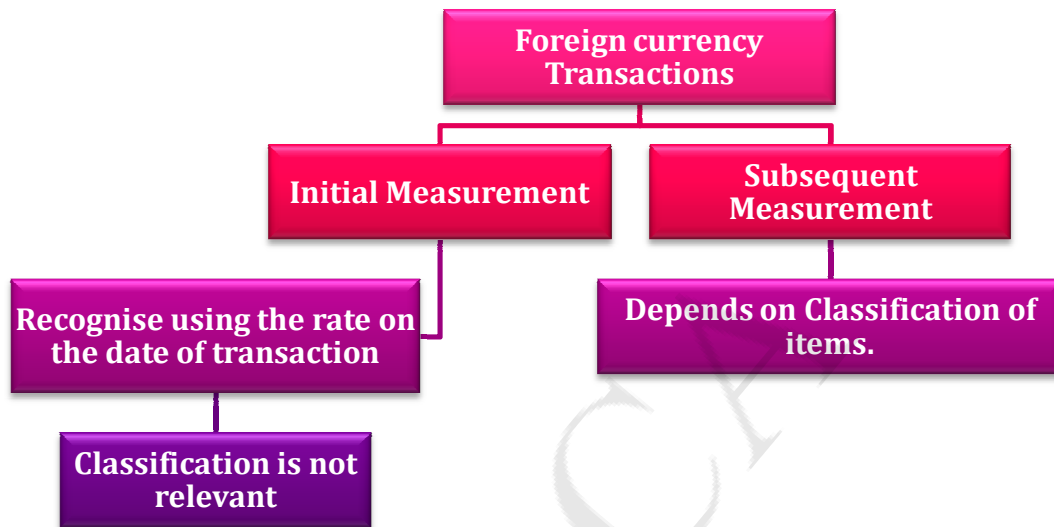 Foreign currency
Transactions
Initial Measurement
Subsequent
Measurement
Recognise using the rate on
the date of transaction
Depends on Classification of
items.
Classification is not
relevant
CA